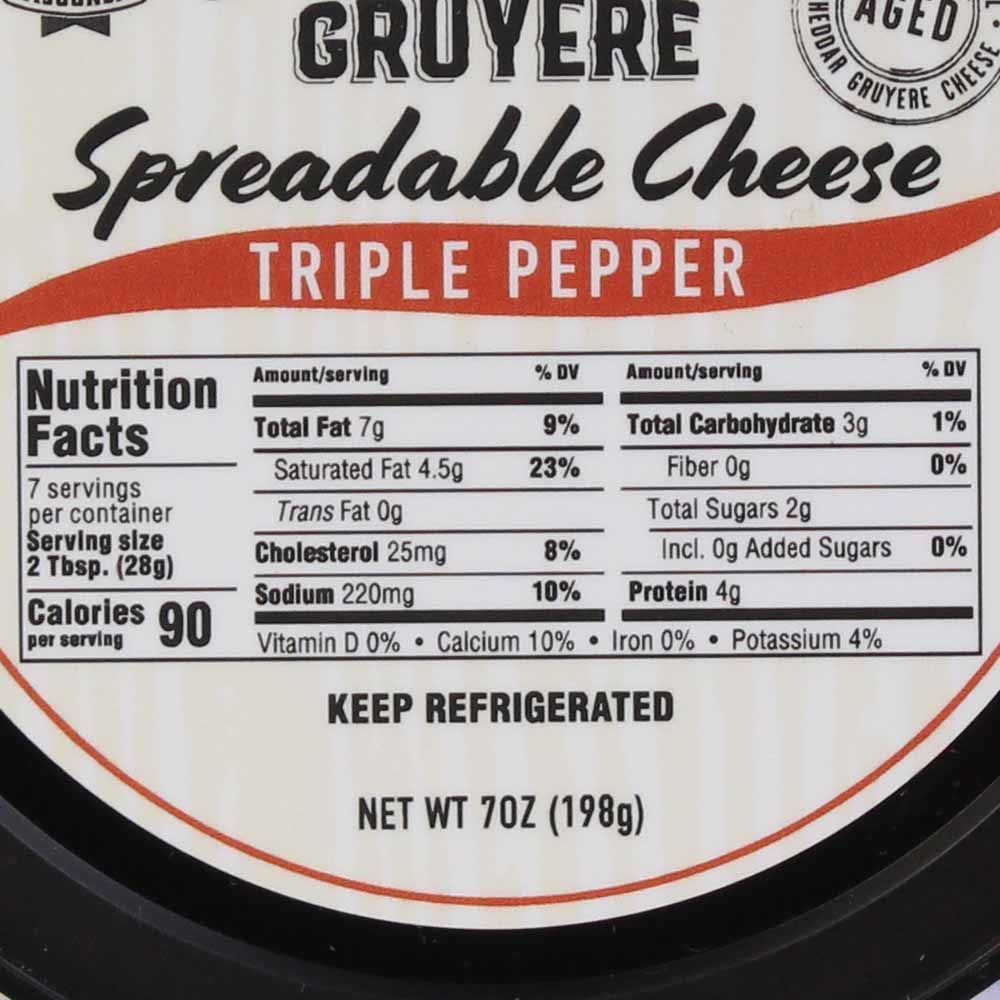 GRUYERE
AGED
CHEDDAR GRUYERE CHEESE
Spreadable Cheese
TRIPLE PEPPER
Nutrition
Facts
7 servings
per container
Serving size
2 Tbsp. (28g)
Calories
per serving
90
Amount/serving % DV
Total Fat 7g 9%
Saturated Fat 4.5g 23%
Trans Fat 0g
Cholesterol 25mg 8%
Sodium 220mg 10%
Amount/serving % DV
Total Carbohydrate 3g 1%
Fiber 0g 0%
Total Sugars 2g
Incl. 0g Added Sugars 0%
Protein 4g
Vitamin D 0% • Calcium 10% • Iron 0% • Potassium 4%
KEEP REFRIGERATED
NET WT 7OZ (198g)